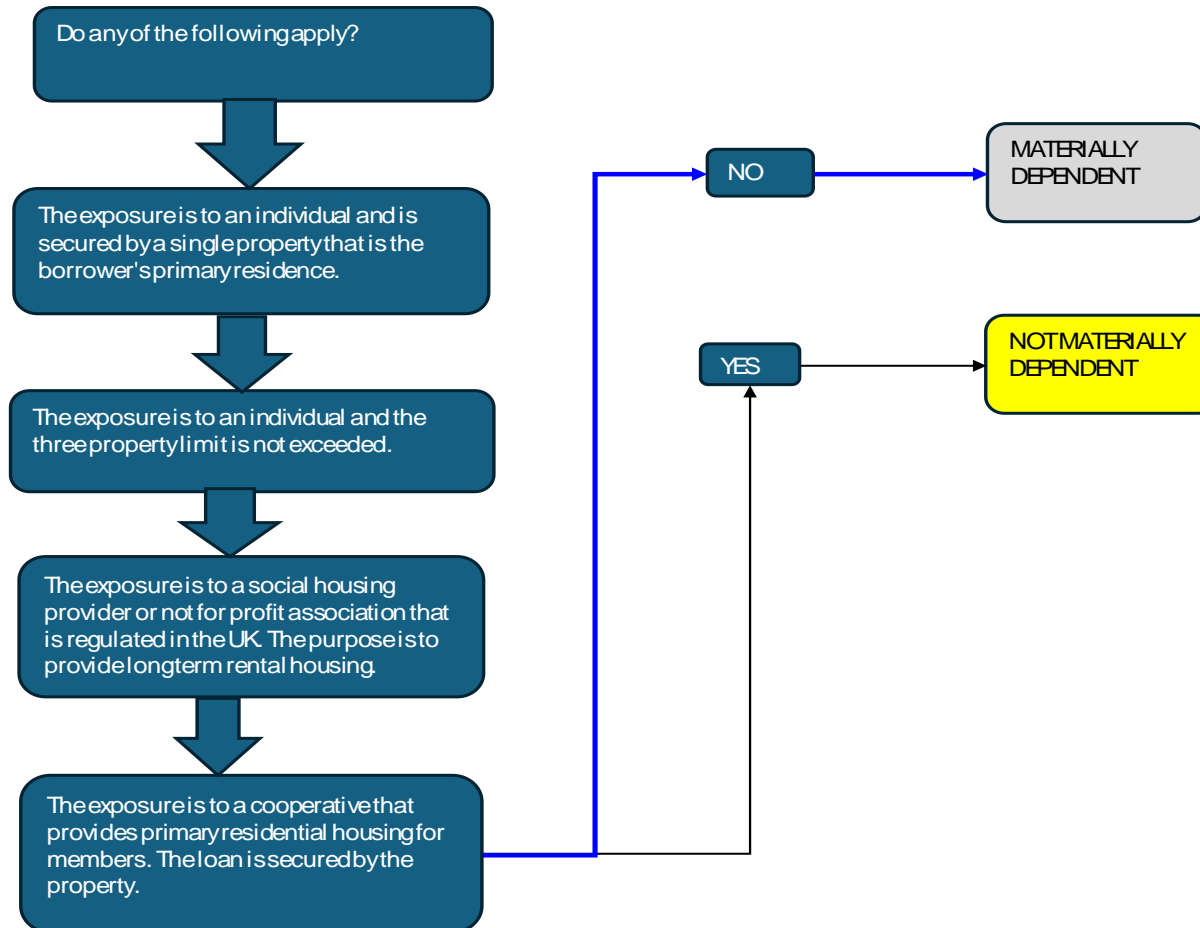 Do any of the following apply?
The exposure is to an individual and is
secured by a single property that is the
borrower's primary residence.
The exposure is to an individual and the
three property limit is not exceeded.
The exposure is to a social housing
provider or not for profit association that
is regulated in the UK. The purpose is to
provide long term rental housing.
The exposure is to a cooperative that
provides primary residential housing for
members. The loan is secured by the
property.
NO
MATERIALLY
DEPENDENT
YES
NOT MATERIALLY
DEPENDENT